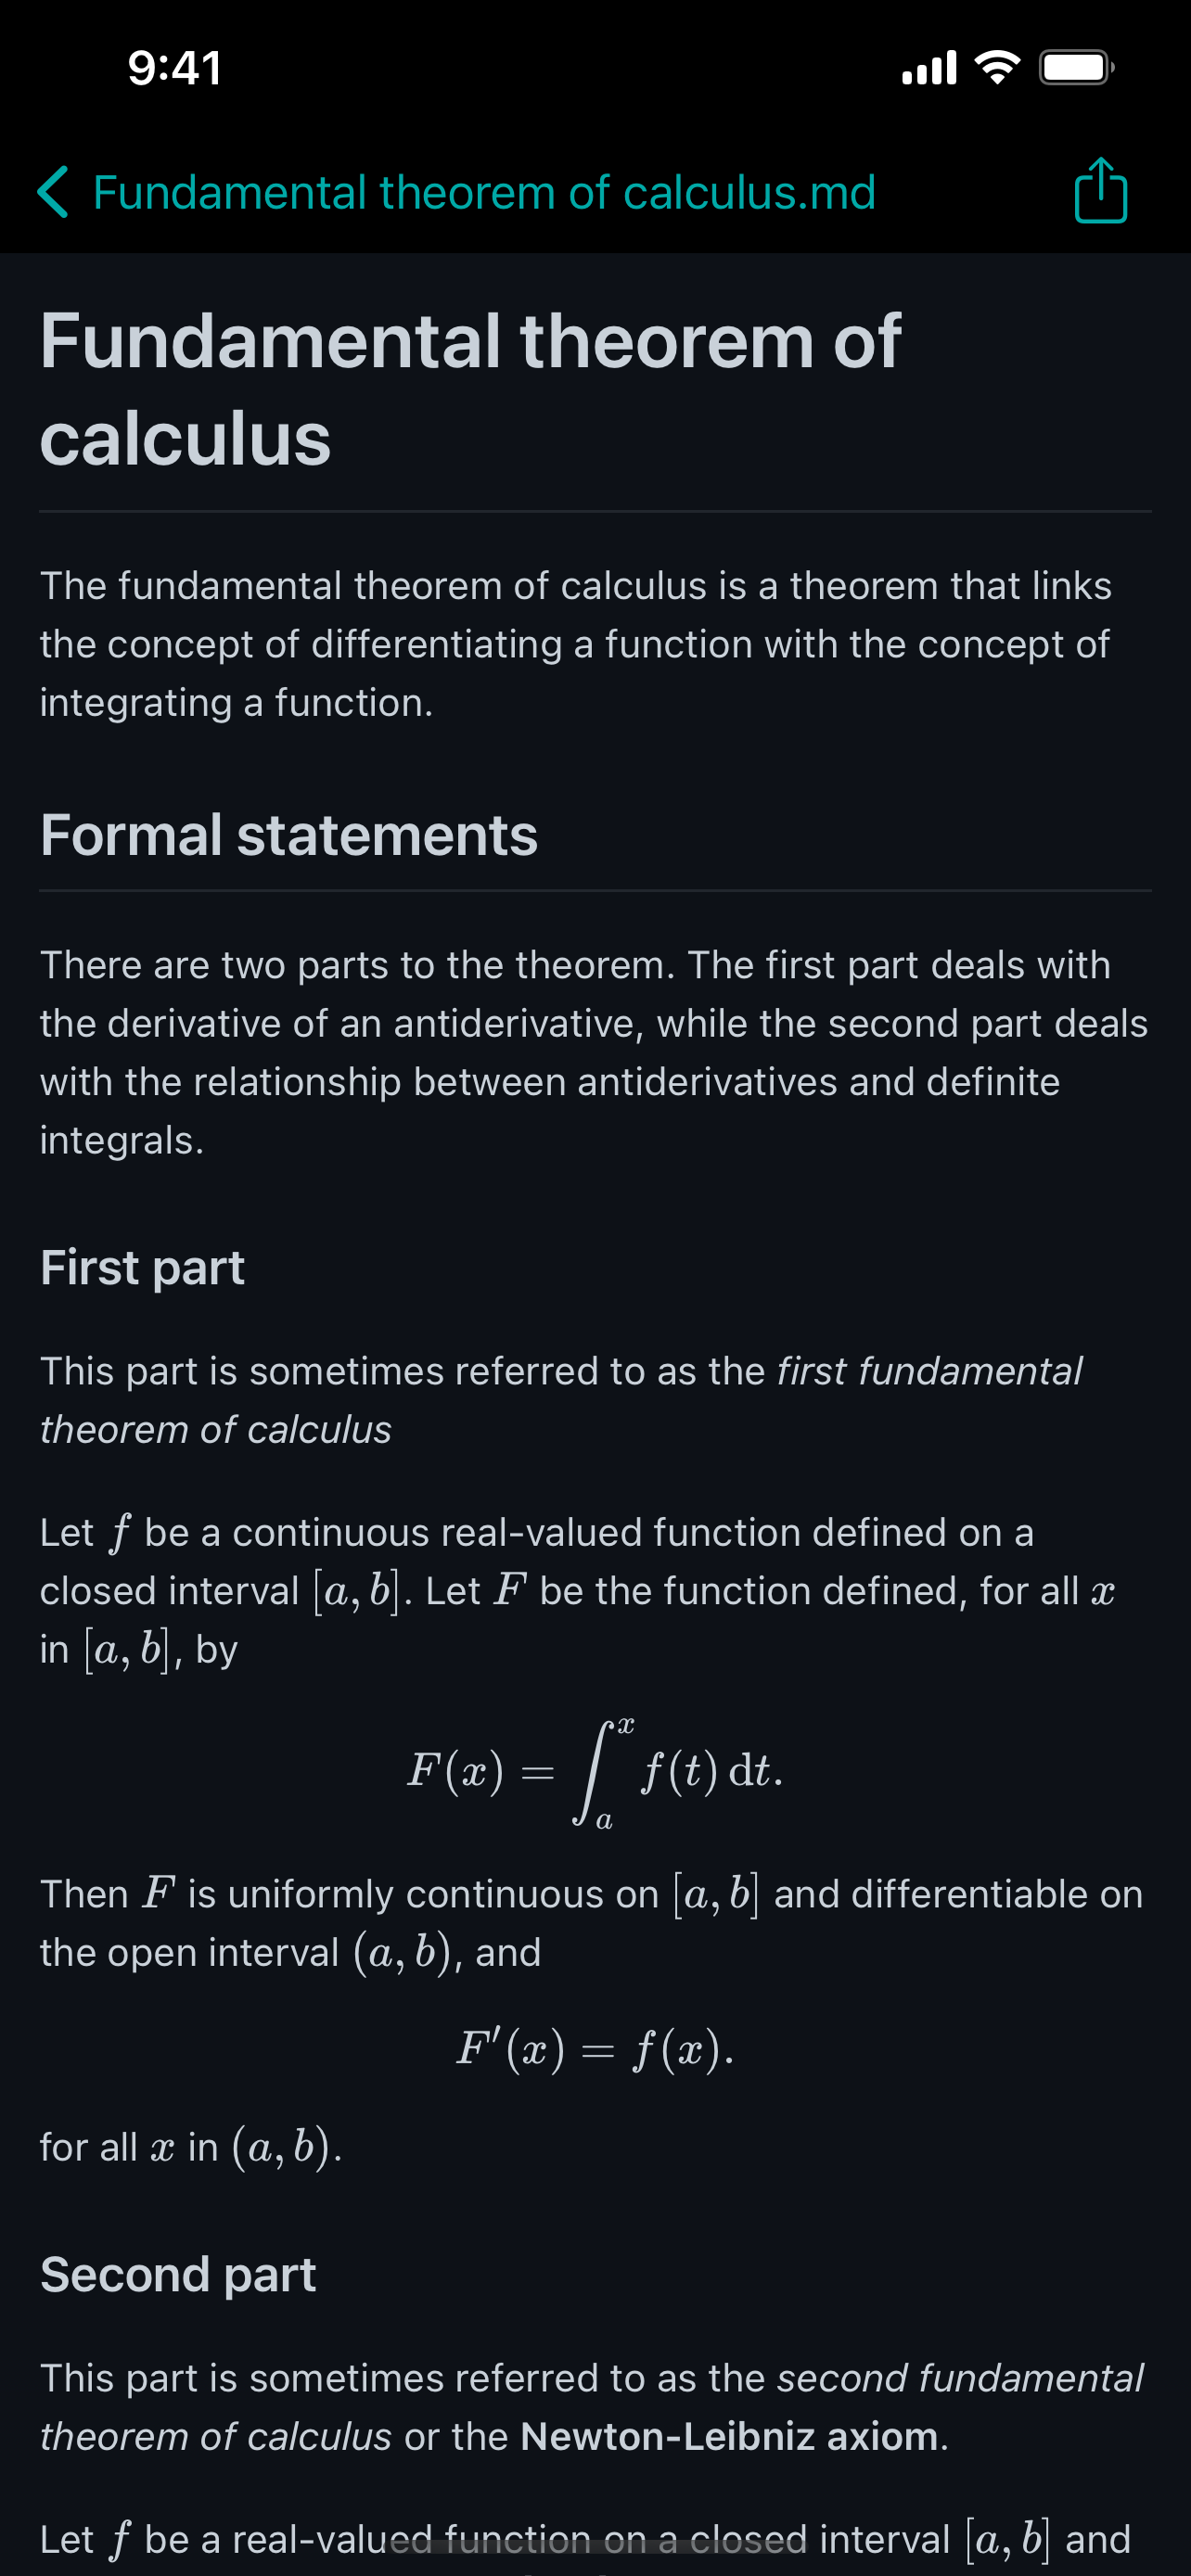 9:41
Fundamental theorem of calculus.md
Fundamental theorem of
calculus
The fundamental theorem of calculus is a theorem that links
the concept of differentiating a function with the concept of
integrating a function.
Formal statements
There are two parts to the theorem. The first part deals with
the derivative of an antiderivative, while the second part deals
with the relationship between antiderivatives and definite
integrals.
First part
This part is sometimes referred to as the first fundamental
theorem of calculus
Let f be a continuous real-valued function defined on a
closed interval [a, b]. Let F be the function defined, for all x
in [a, b], by
F(x) = ∫ₐˣ f(t) dt.
Then F is uniformly continuous on [a, b] and differentiable on
the open interval (a, b), and
F′(x) = f(x).
for all x in (a, b).
Second part
This part is sometimes referred to as the second fundamental
theorem of calculus or the Newton-Leibniz axiom.
Let f be a real-valued function on a closed interval [a, b] and